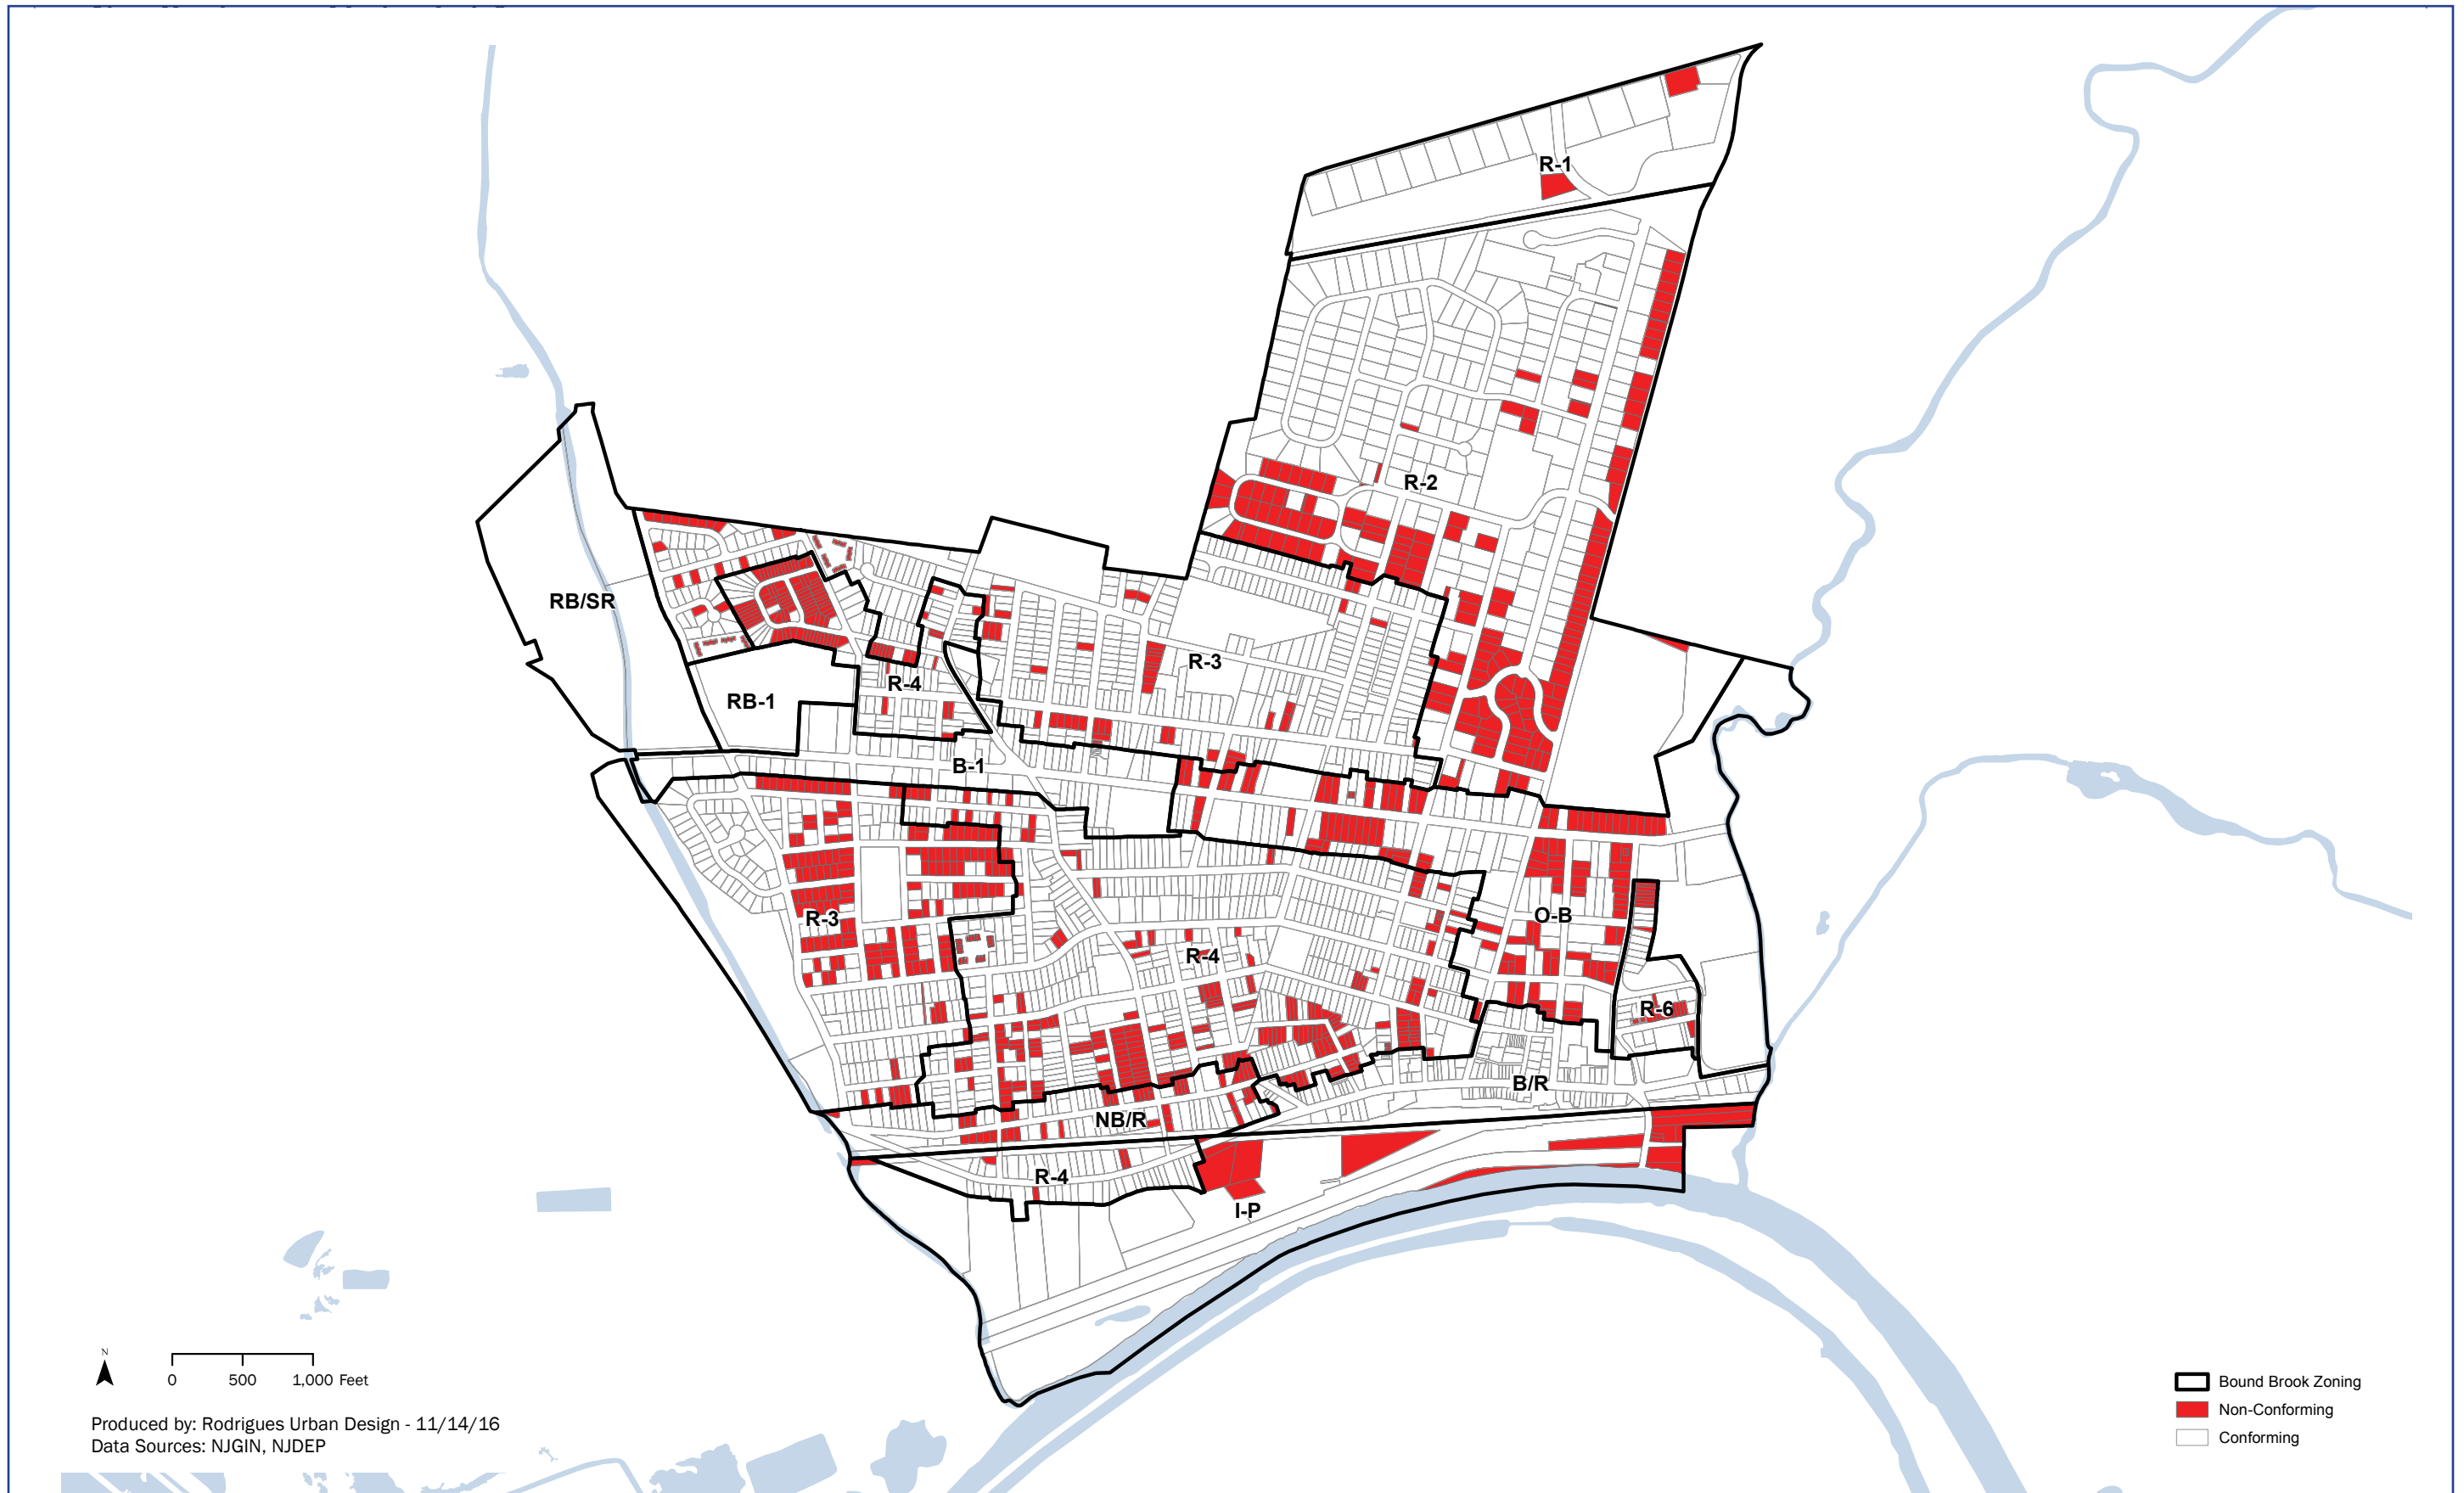 R-1
R-2
RB/SR
R-3
R-4
RB-1
B-1
R-3
O-B
R-4
R-6
B/R
NB/R
R-4
I-P
N
0 500 1,000 Feet
Produced by: Rodrigues Urban Design - 11/14/16
Data Sources: NJGIN, NJDEP
Bound Brook Zoning
Non-Conforming
Conforming